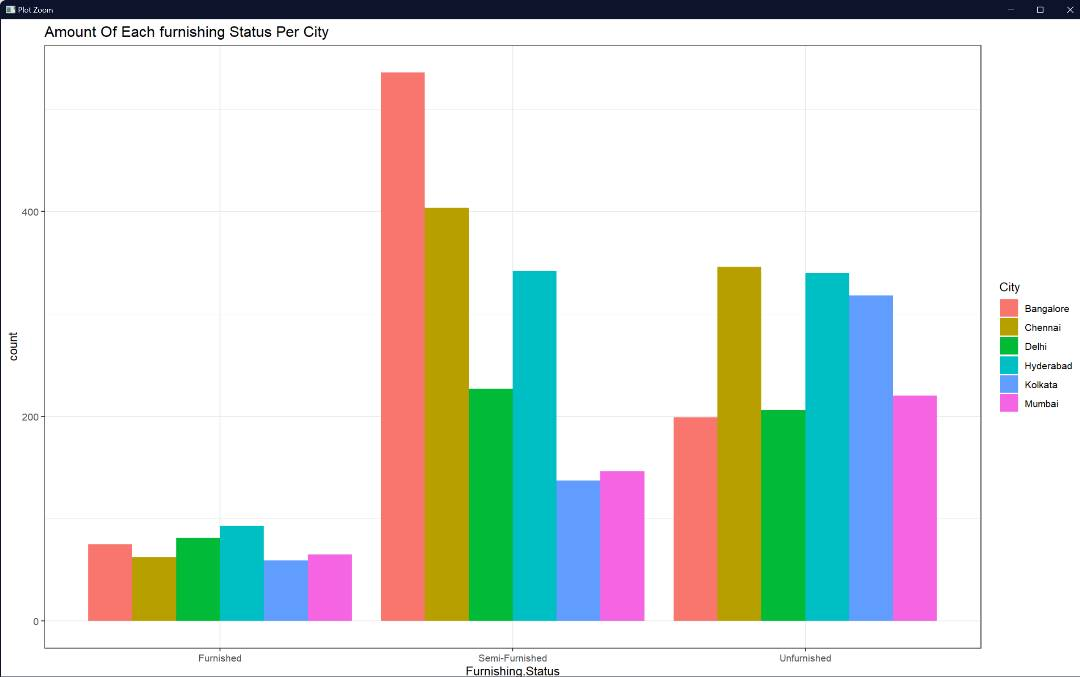 Plot Zoom
Amount Of Each furnishing Status Per City
400
200
0
count
Furnished
Semi-Furnished
Unfurnished
Furnishing.Status
City
Bangalore
Chennai
Delhi
Hyderabad
Kolkata
Mumbai